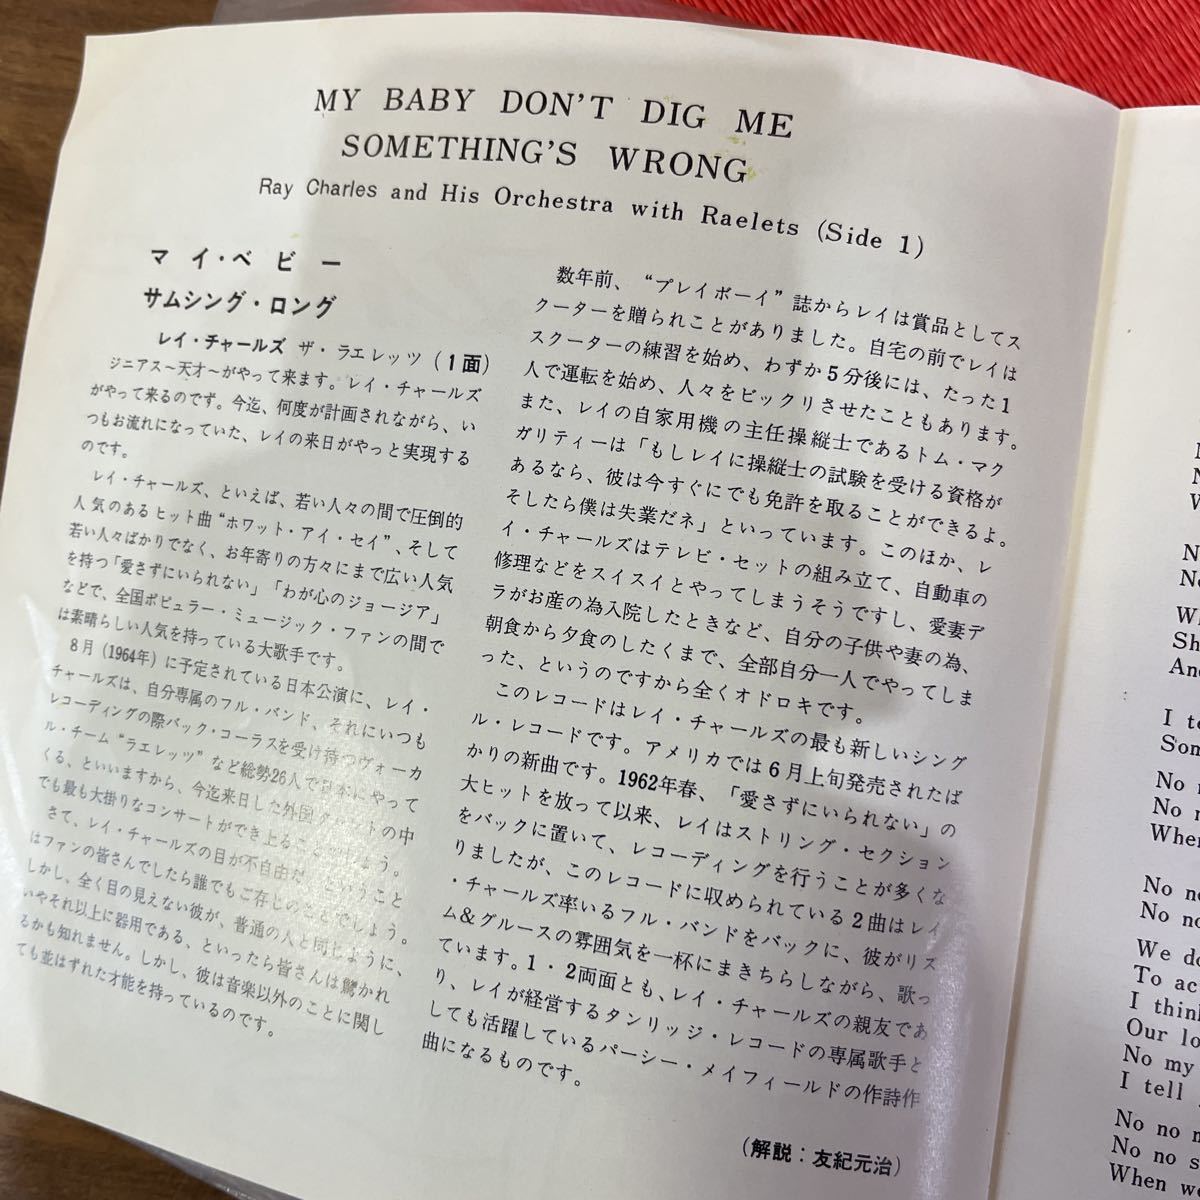 MY BABY DON'T DIG ME
SOMETHING'S WRONG
Ray Charles and His Orchestra with Raelets (Side 1)
マイ・ベビー
サムシング・ロング
レイ・チャールズ ザ・ラエレッツ (1面)
ジニアス〜天才〜がやって来ます。レイ・チャールズ
がやって来るのです。今迄、何度が計画されながら、い
つもお流れになっていた、レイの来日がやっと実現する
のです。
レイ・チャールズ、といえば、若い人々の間で圧倒的
人気のあるヒット曲“ホワット・アイ・セイ”、そして
若い人々ばかりでなく、お年寄りの方々にまで広い人気
を持つ「愛さずにいられない」「わが心のジョージア」
などで、全国ポピュラー・ミュージック・ファンの間で
は素晴らしい人気を持っている大歌手です。
8月(1964年)に予定されている日本公演に、レイ・
チャールズは、自分専属のフル・バンド、それにいつも
レコーディングの際バック・コーラスを受け持つヴォーカ
ル・チーム“ラエレッツ”など総勢26人で日本にやって
くる、といいますから、今迄来日した外国タレントの中
でも最も大掛りなコンサートができ上ることでしょう。
さて、レイ・チャールズの目が不自由だ、ということ
はファンの皆さんでしたら誰でもご存じのことでしょう。
しかし、全く目の見えない彼が、普通の人と同じように、
いやそれ以上に器用である、といったら皆さんは驚かれ
るかも知れません。しかし、彼は音楽以外のことに関し
ても並はずれた才能を持っているのです。
数年前、“プレイボーイ”誌からレイは賞品としてス
クーターを贈られことがありました。自宅の前でレイは
スクーターの練習を始め、わずか5分後には、たった1
人で運転を始め、人々をビックリさせたこともあります。
また、レイの自家用機の主任操縦士であるトム・マク
ガリティーは「もしレイに操縦士の試験を受ける資格が
あるなら、彼は今すぐにでも免許を取ることができるよ。
そしたら僕は失業だネ」といっています。このほか、レ
イ・チャールズはテレビ・セットの組み立て、自動車の
修理などをスイスイとやってしまうそうですし、愛妻デ
ラがお産の為入院したときなど、自分の子供や妻の為、
朝食から夕食のしたくまで、全部自分一人でやってしま
った、というのですから全くオドロキです。
このレコードはレイ・チャールズの最も新しいシング
ル・レコードです。アメリカでは6月上旬発売されたば
かりの新曲です。1962年春、「愛さずにいられない」の
大ヒットを放って以来、レイはストリング・セクション
をバックに置いて、レコーディングを行うことが多くな
りましたが、このレコードに収められている2曲はレイ
・チャールズ率いるフル・バンドをバックに、彼がリズ
ム&グルースの雰囲気を一杯にまきちらしながら、歌っ
ています。1・2両面とも、レイ・チャールズの親友であ
り、レイが経営するタンリッジ・レコードの専属歌手と
しても活躍しているパーシー・メイフィールドの作詩作
曲になるものです。
(解説:友紀元治)
No
Sh
And
I te
Som
No
No n
When
No no
No no
We do
To ac
I think
Our lo
No my
I tell
No no m
No no s
When we